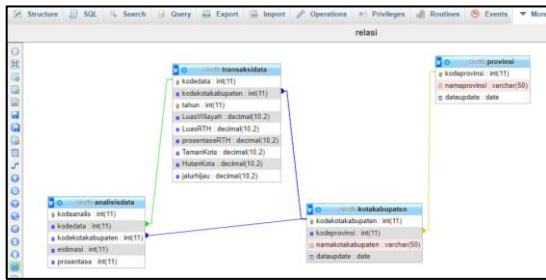 Structure SQL Search Query Export Import Operations Privileges Routines Events More
relasi
transaksidata
kodedata : int(11)
kodekotakabupaten : int(11)
tahun : int(11)
LuasWilayah : decimal(10,2)
LuasRTH : decimal(10,2)
prosentaseRTH : decimal(10,2)
TamanKota : decimal(10,2)
HutanKota : decimal(10,2)
jalurhijau : decimal(10,2)
provinsi
kodeprovinsi : int(11)
namaprovinsi : varchar(50)
dateupdate : date
analisisdata
kodeanalis : int(11)
kodedata : int(11)
kodekotakabupaten : int(11)
estimasi : int(11)
prosentase : int(11)
kotakabupaten
kodekotakabupaten : int(11)
kodeprovinsi : int(11)
namakotakabupaten : varchar(50)
dataupdate : date